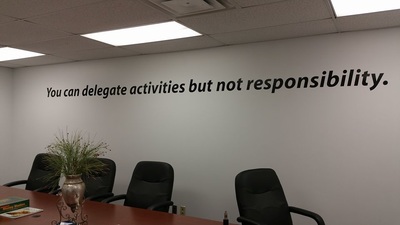 You can delegate activities but not responsibility.